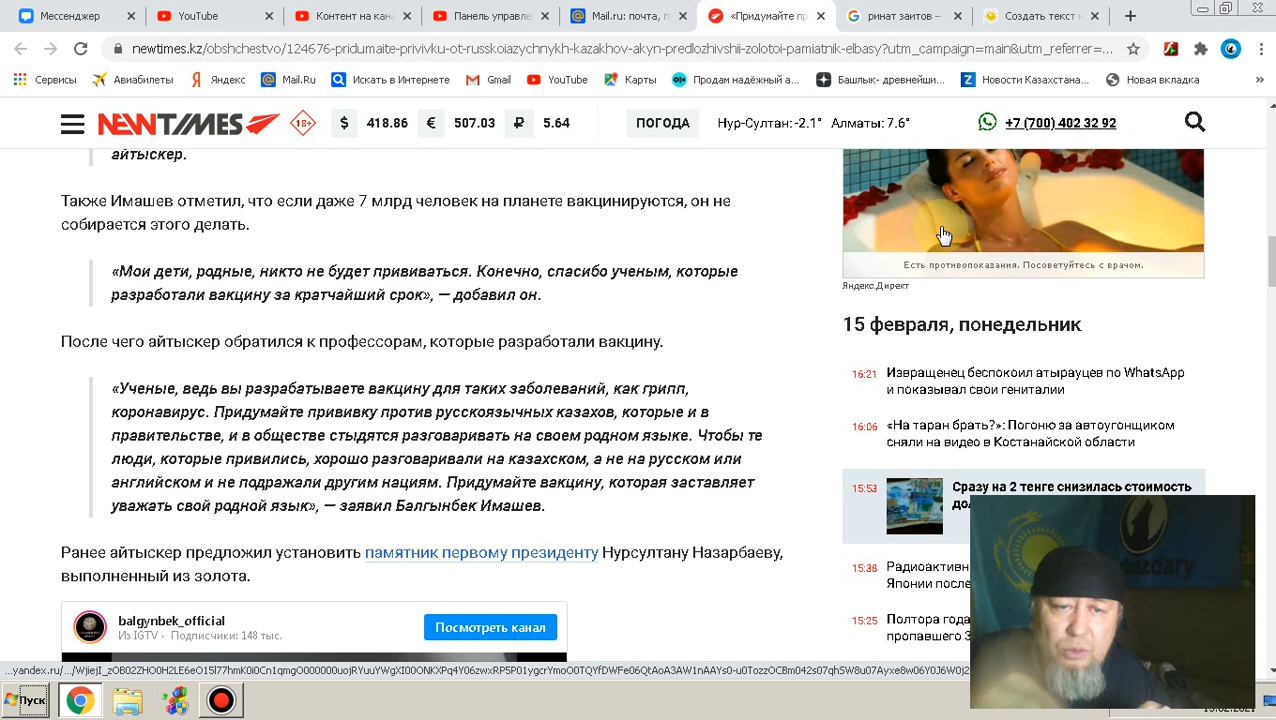 Мессенджер
YouTube
Контент на кана
Панель управле
Mail.ru: почта, п
«Придумайте пр
ринат заитов –
Создать текст н
newtimes.kz/obshchestvo/124676-pridumaite-privivku-ot-russkoiazychnykh-kazakhov-akyn-predlozhivshii-zolotoi-pamiatnik-elbasy?utm_campaign=main&utm_referrer=...
Сервисы
Авиабилеты
Яндекс
Mail.Ru
Искать в Интернете
Gmail
YouTube
Карты
Продам надёжный а...
Башлык- древнейши...
Новости Казахстана...
Новая вкладка
NEWTIMES
18+
$ 418.86 € 507.03 ₽ 5.64
ПОГОДА
Нур-Султан: -2.1° Алматы: 7.6°
+7 (700) 402 32 92
айтыскер.
Также Имашев отметил, что если даже 7 млрд человек на планете вакцинируются, он не
собирается этого делать.
«Мои дети, родные, никто не будет прививаться. Конечно, спасибо ученым, которые
разработали вакцину за кратчайший срок», — добавил он.
После чего айтыскер обратился к профессорам, которые разработали вакцину.
«Ученые, ведь вы разрабатываете вакцину для таких заболеваний, как грипп,
коронавирус. Придумайте прививку против русскоязычных казахов, которые и в
правительстве, и в обществе стыдятся разговаривать на своем родном языке. Чтобы те
люди, которые привились, хорошо разговаривали на казахском, а не на русском или
английском и не подражали другим нациям. Придумайте вакцину, которая заставляет
уважать свой родной язык», — заявил Балгынбек Имашев.
Ранее айтыскер предложил установить памятник первому президенту Нурсултану Назарбаеву,
выполненный из золота.
balgynbek_official
Из IGTV · Подписчики: 148 тыс.
Посмотреть канал
Есть противопоказания. Посоветуйтесь с врачом.
Яндекс.Директ
15 февраля, понедельник
16:21 Извращенец беспокоил атырауцев по WhatsApp
и показывал свои гениталии
16:06 «На таран брать?»: Погоню за автоугонщиком
сняли на видео в Костанайской области
15:53 Сразу на 2 тенге снизилась стоимость
15:38
Японии после
15:25 Полтора года
пропавшего
Пуск